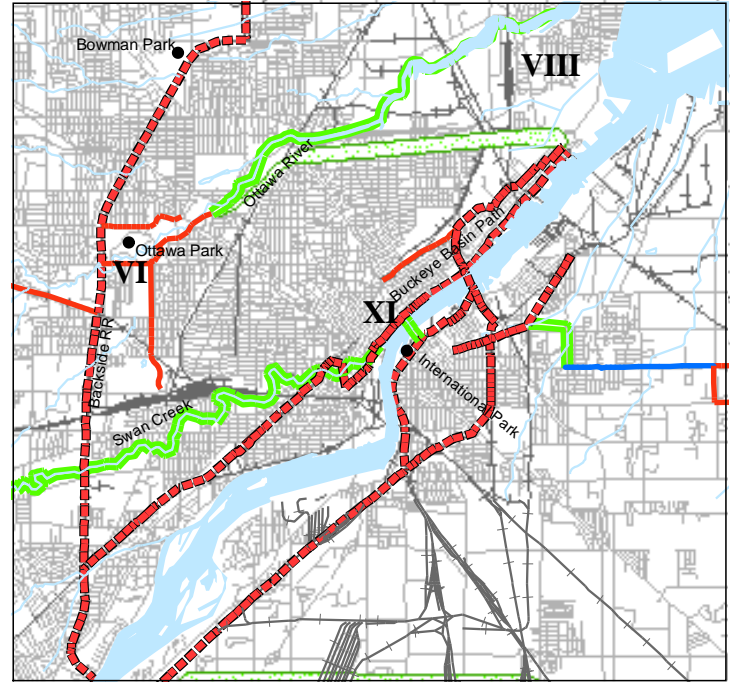 Bowman Park
VIII
Ottawa River
Ottawa Park
VI
Buckeye Basin Path
XI
Backside RR
International Park
Swan Creek